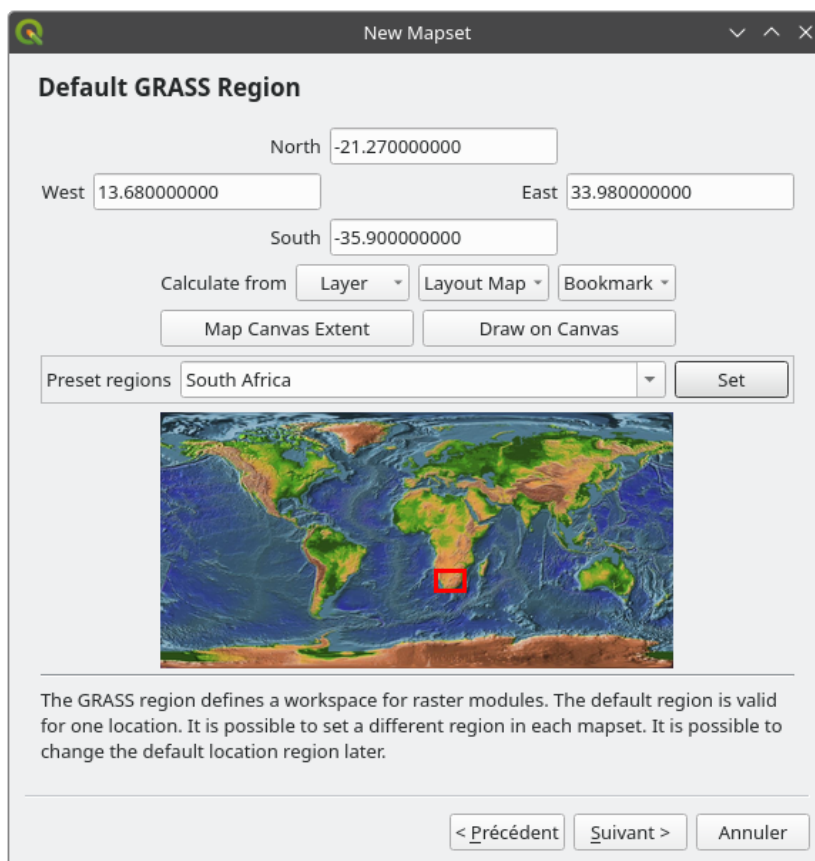 New Mapset
Default GRASS Region
North -21.270000000
West 13.680000000 East 33.980000000
South -35.900000000
Calculate from Layer Layout Map Bookmark
Map Canvas Extent Draw on Canvas
Preset regions South Africa Set
The GRASS region defines a workspace for raster modules. The default region is valid
for one location. It is possible to set a different region in each mapset. It is possible to
change the default location region later.
< Précédent Suivant > Annuler